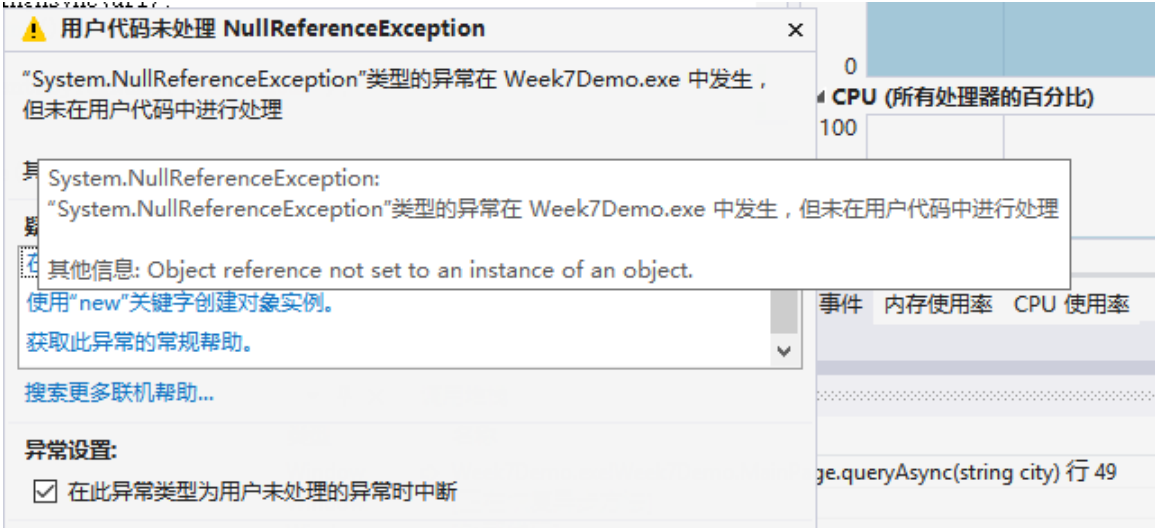 用户代码未处理 NullReferenceException
“System.NullReferenceException”类型的异常在 Week7Demo.exe 中发生，
但未在用户代码中进行处理
0
CPU (所有处理器的百分比)
100
System.NullReferenceException:
“System.NullReferenceException”类型的异常在 Week7Demo.exe 中发生，但未在用户代码中进行处理
其他信息: Object reference not set to an instance of an object.
使用“new”关键字创建对象实例。
获取此异常的常规帮助。
事件 内存使用率 CPU 使用率
搜索更多联机帮助...
异常设置:
ge.queryAsync(string city) 行 49
在此异常类型为用户未处理的异常时中断